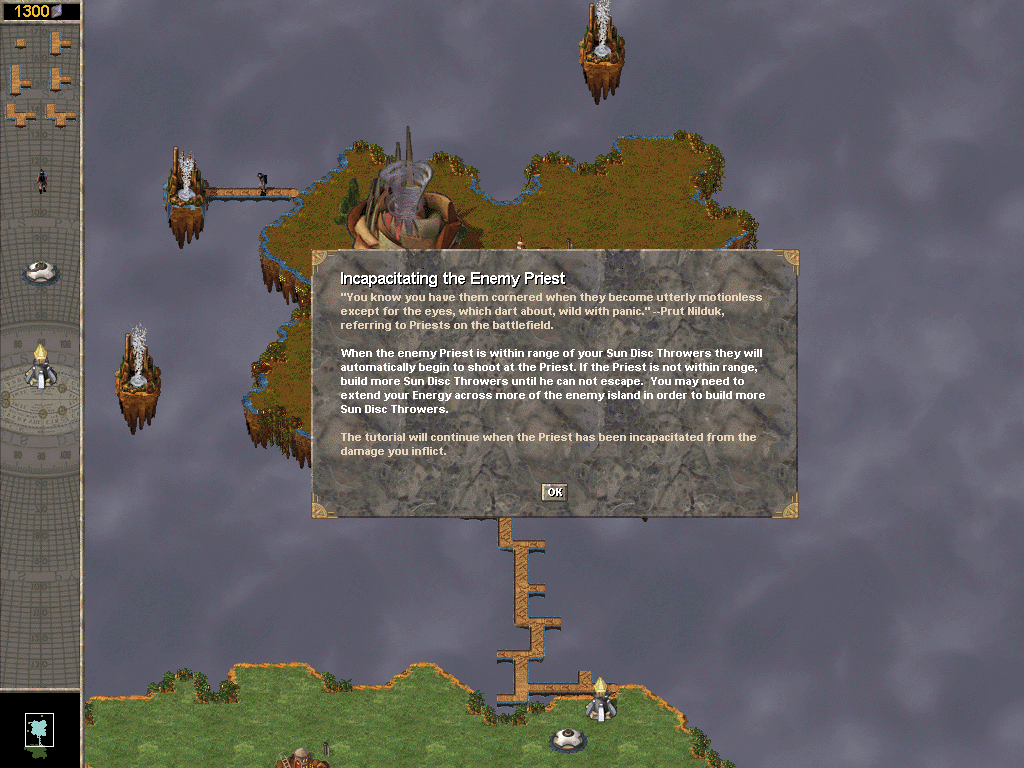 1300
Incapacitating the Enemy Priest
"You know you have them cornered when they become utterly motionless
except for the eyes, which dart about, wild with panic." --Prut Nilduk,
referring to Priests on the battlefield.
When the enemy Priest is within range of your Sun Disc Throwers they will
automatically begin to shoot at the Priest. If the Priest is not within range,
build more Sun Disc Throwers until he can not escape.  You may need to
extend your Energy across more of the enemy island in order to build more
Sun Disc Throwers.
The tutorial will continue when the Priest has been incapacitated from the
damage you inflict.
OK